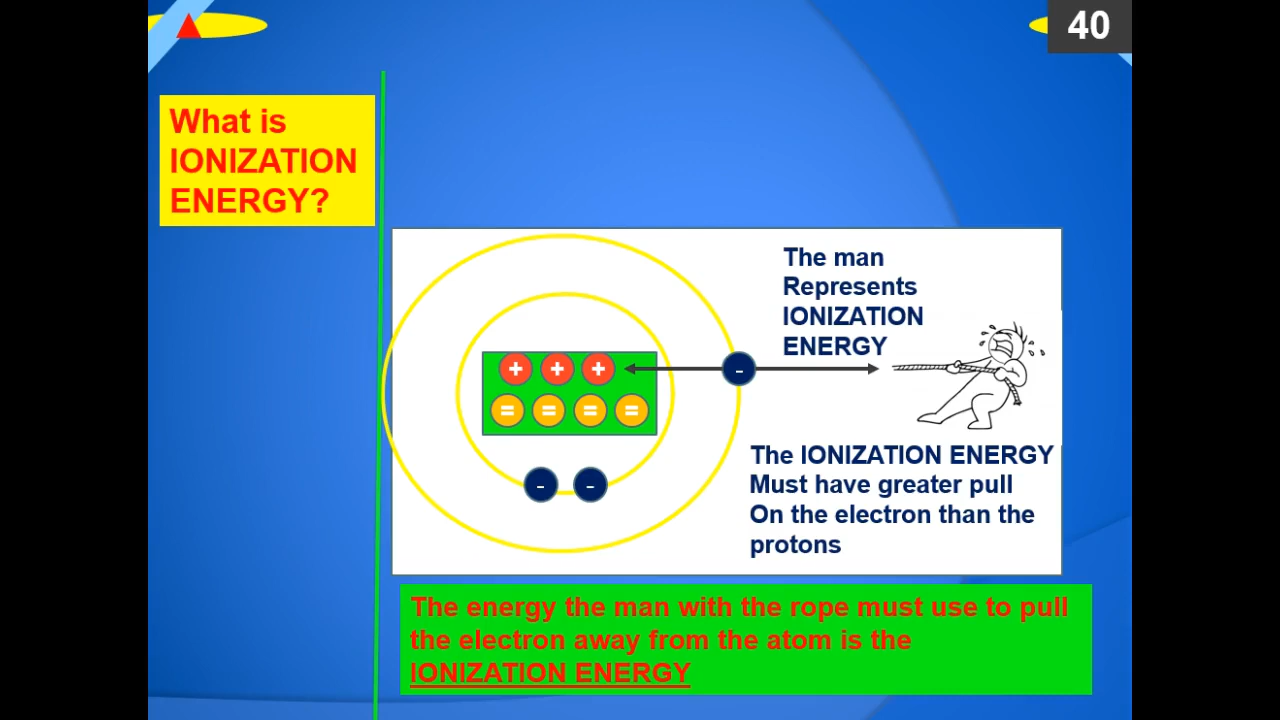 40
What is
IONIZATION
ENERGY?
The man
Represents
IONIZATION
ENERGY
+ + +
-
= = = =
- -
The IONIZATION ENERGY
Must have greater pull
On the electron than the
protons
The energy the man with the rope must use to pull
the electron away from the atom is the
IONIZATION ENERGY